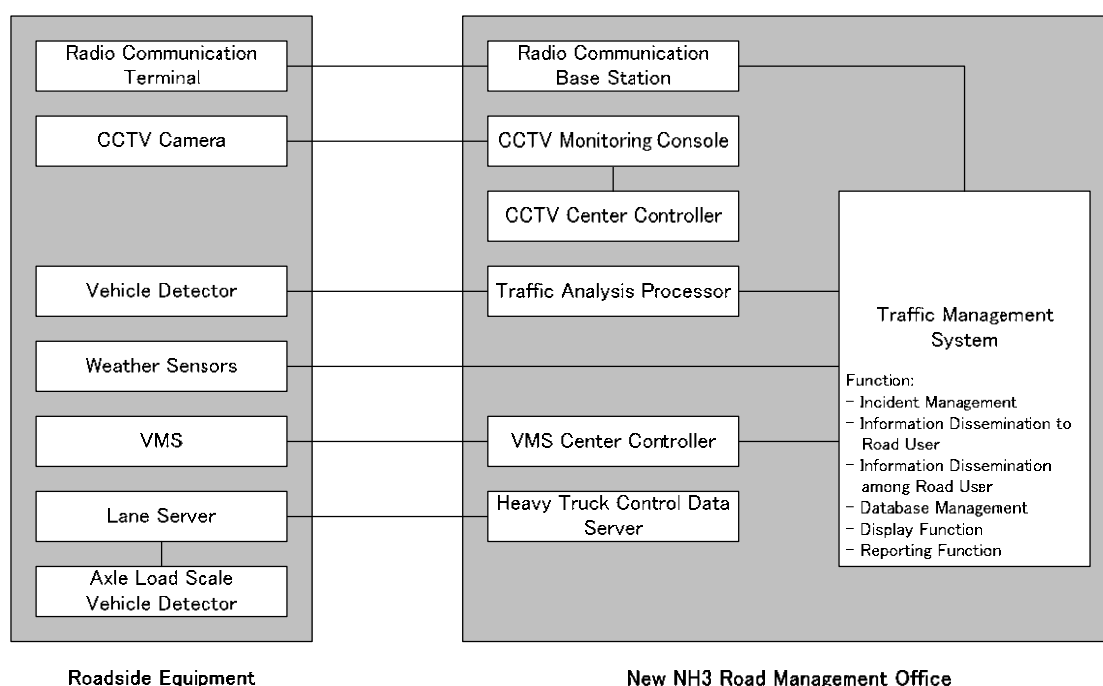 Radio Communication
Terminal
Radio Communication
Base Station
CCTV Camera
CCTV Monitoring Console
CCTV Center Controller
Vehicle Detector
Traffic Analysis Processor
Weather Sensors
VMS
VMS Center Controller
Lane Server
Heavy Truck Control Data
Server
Axle Load Scale
Vehicle Detector
Traffic Management
System
Function:
- Incident Management
- Information Dissemination to
Road User
- Information Dissemination
among Road User
- Database Management
- Display Function
- Reporting Function
Roadside Equipment
New NH3 Road Management Office